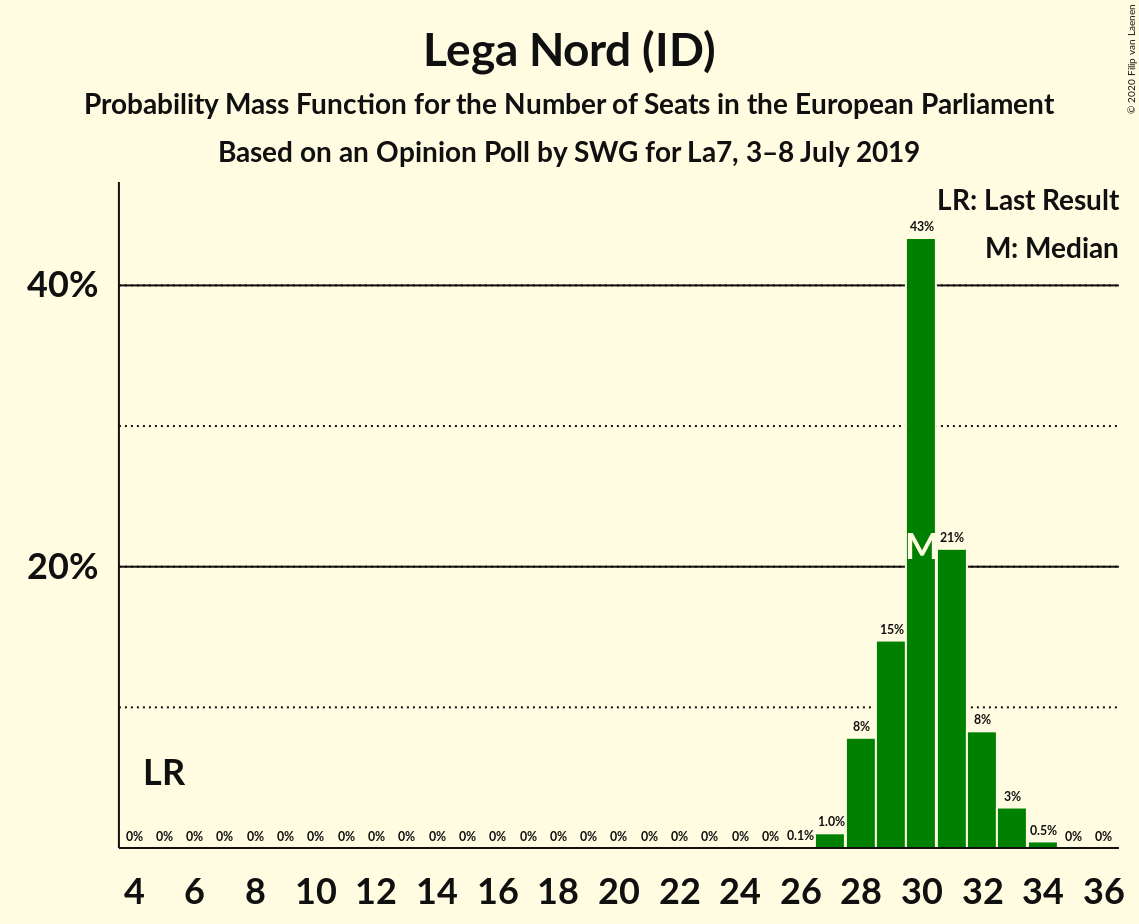 Lega Nord (ID)
Probability Mass Function for the Number of Seats in the European Parliament
Based on an Opinion Poll by SWG for La7, 3–8 July 2019
© 2020 Filip van Laenen
LR: Last Result
M: Median
43%
40%
M
21%
20%
15%
8%
8%
LR
3%
0% 0% 0% 0% 0% 0% 0% 0% 0% 0% 0% 0% 0% 0% 0% 0% 0% 0% 0% 0% 0% 0% 0.1% 1.0% 0.5% 0% 0%
4 6 8 10 12 14 16 18 20 22 24 26 28 30 32 34 36